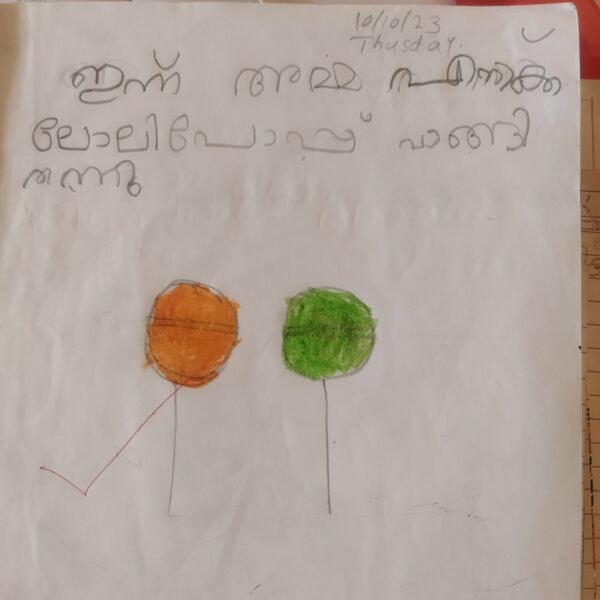 10/10/23
Thusday.
ഇന്ന് അമ്മ എനിക്ക്
ലോലിപോപ്പ് വാങ്ങി
തന്നു